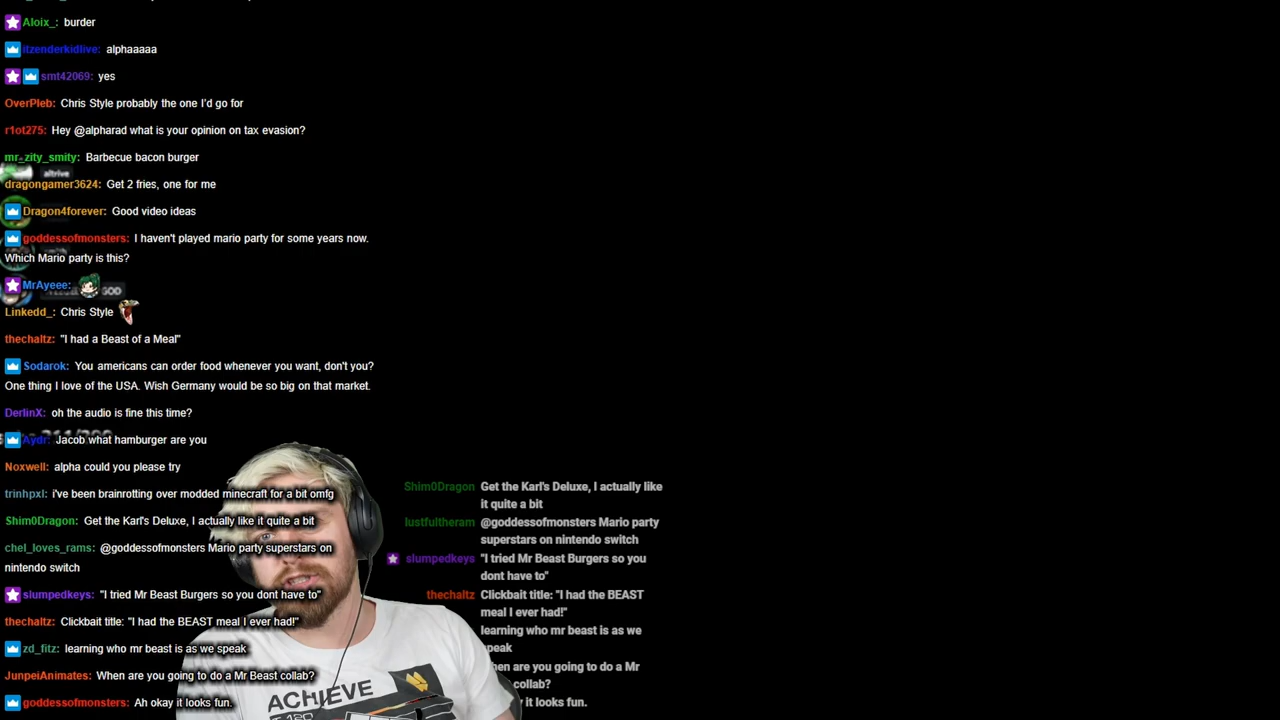 Aloix_: burder
itzenderkidlive: alphaaaaa
smt42069: yes
OverPleb: Chris Style probably the one I'd go for
r1ot275: Hey @alpharad what is your opinion on tax evasion?
mr_zity_smity: Barbecue bacon burger
altrive
dragongamer3624: Get 2 fries, one for me
Dragon4forever: Good video ideas
goddessofmonsters: I haven't played mario party for some years now.
Which Mario party is this?
MrAyeee:
GOD
Linkedd_: Chris Style
thechaltz: "I had a Beast of a Meal"
Sodarok: You americans can order food whenever you want, don't you?
One thing I love of the USA. Wish Germany would be so big on that market.
DerlinX: oh the audio is fine this time?
Aydr: Jacob what hamburger are you
Noxwell: alpha could you please try
trinhpxl: i've been brainrotting over modded minecraft for a bit omfg
Shim0Dragon: Get the Karl's Deluxe, I actually like it quite a bit
chel_loves_rams: @goddessofmonsters Mario party superstars on
nintendo switch
slumpedkeys: "I tried Mr Beast Burgers so you dont have to"
thechaltz: Clickbait title: "I had the BEAST meal I ever had!"
zd_fitz: learning who mr beast is as we speak
JunpeiAnimates: When are you going to do a Mr Beast collab?
goddessofmonsters: Ah okay it looks fun.
Shim0Dragon Get the Karl's Deluxe, I actually like
it quite a bit
lustfultheram @goddessofmonsters Mario party
superstars on nintendo switch
slumpedkeys "I tried Mr Beast Burgers so you
dont have to"
thechaltz Clickbait title: "I had the BEAST
meal I ever had!"
learning who mr beast is as we
peak
hen are you going to do a Mr
collab?
it looks fun.
ACHIEVE